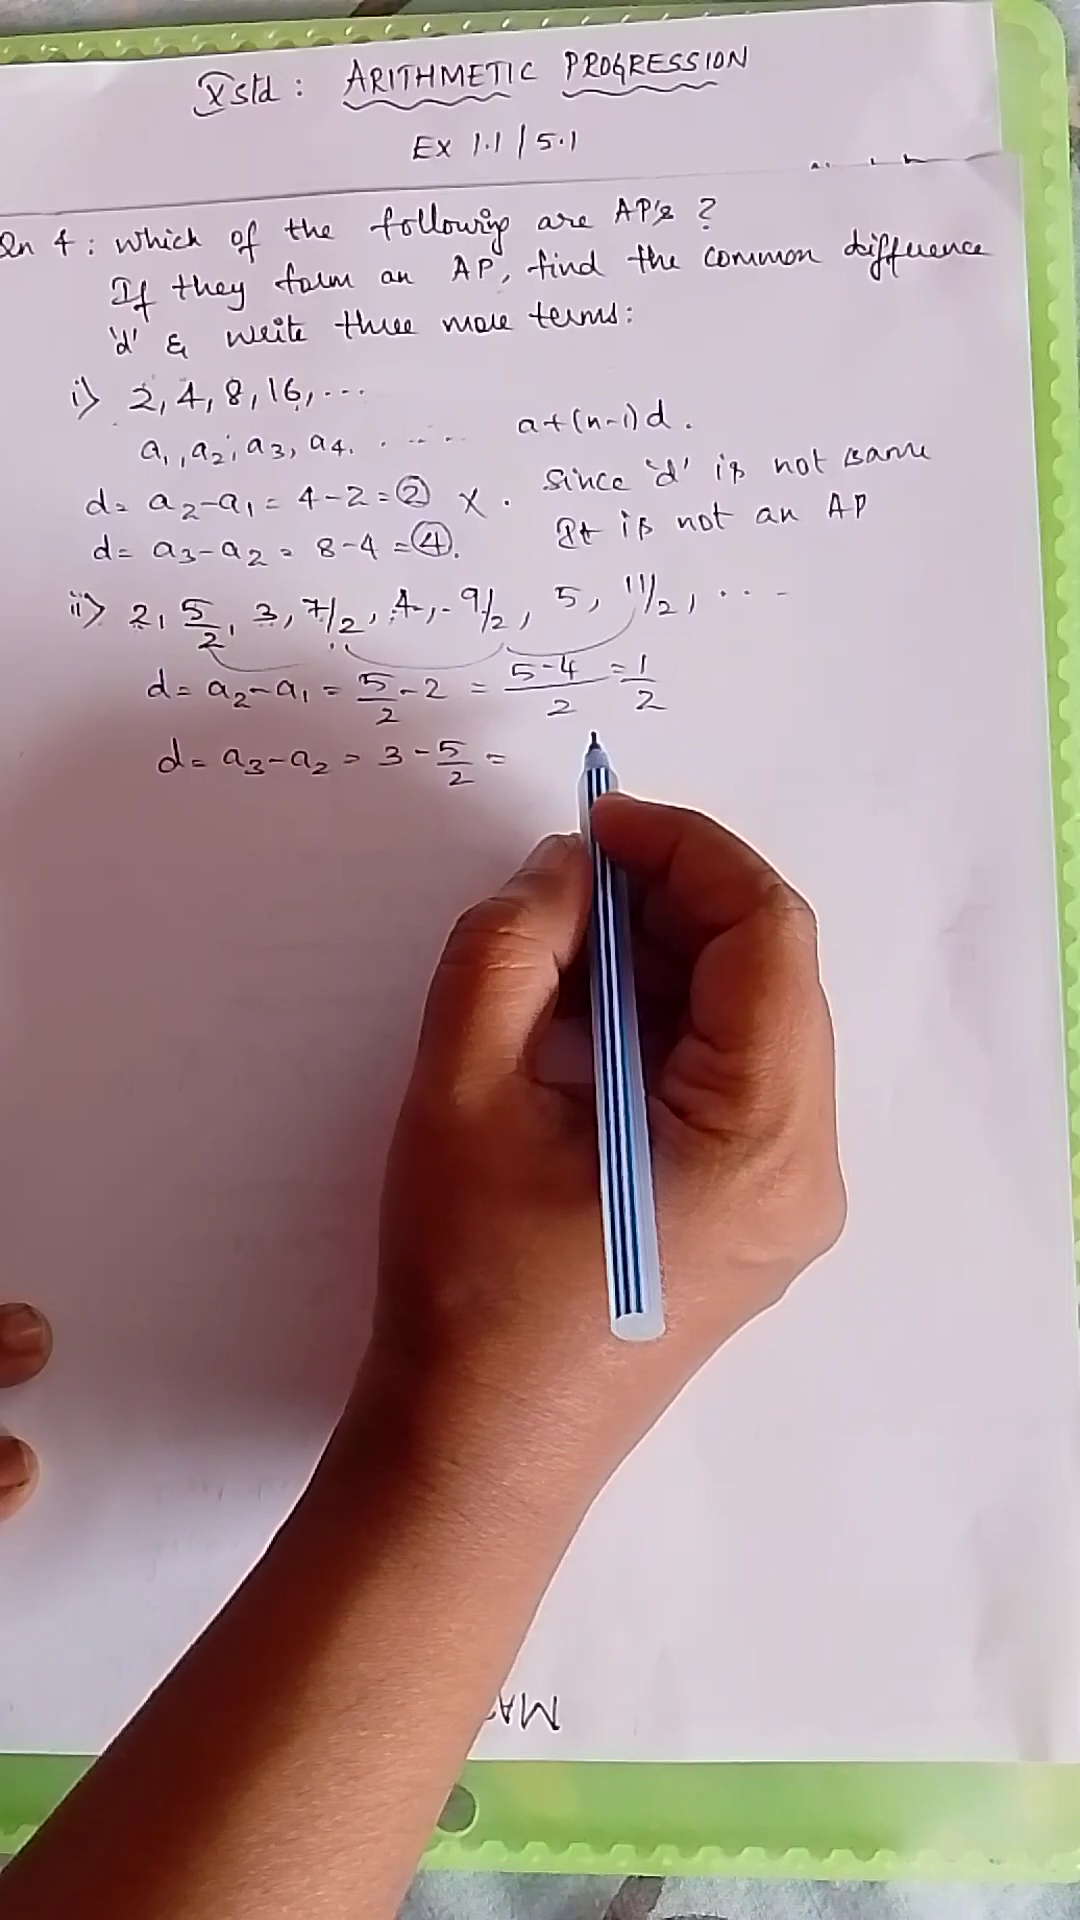 X std : ARITHMETIC PROGRESSION
Ex 1.1 / 5.1
Qn 4 : Which of the following are AP's ?
If they form an AP, find the common difference
'd' & write three more terms:
i) 2, 4, 8, 16, ...
a1, a2, a3, a4. . . . .
a+(n-1)d.
d = a2-a1 = 4-2 = 2 x .
Since 'd' is not same
d = a3-a2 = 8-4 = 4.
It is not an AP
ii) 2, 5/2, 3, 7/2, 4, 9/2, 5, 11/2, ....
d = a2-a1 = 5/2 - 2 = 5-4/2 = 1/2
d = a3-a2 = 3 - 5/2 =
MA